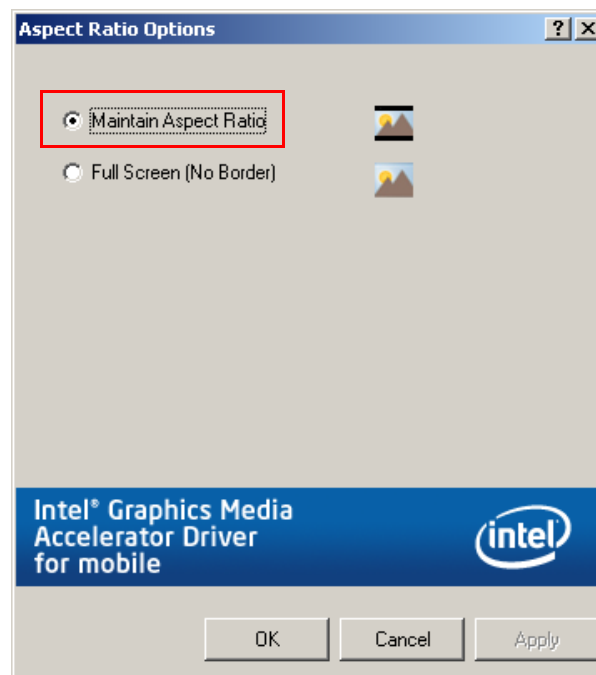 Aspect Ratio Options
Maintain Aspect Ratio
Full Screen (No Border)
Intel® Graphics Media
Accelerator Driver
for mobile
intel
OK
Cancel
Apply